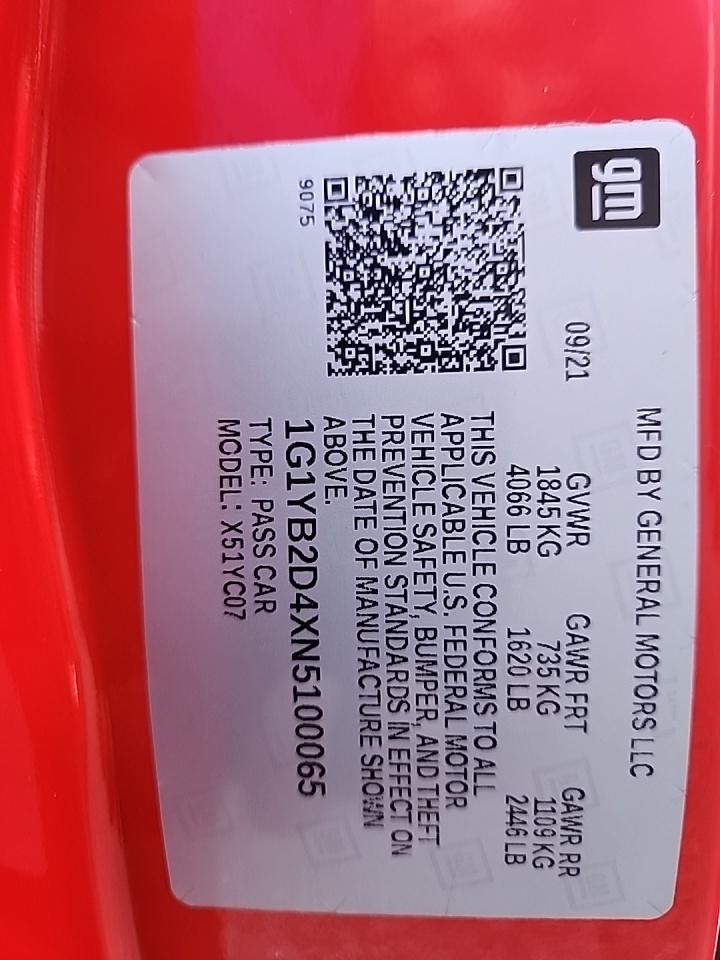 gm
MFD BY GENERAL MOTORS LLC
09/21 GVWR GAWR FRT GAWR RR
1845 KG 735 KG 1109 KG
4066 LB 1620 LB 2446 LB
THIS VEHICLE CONFORMS TO ALL
APPLICABLE U.S. FEDERAL MOTOR
VEHICLE SAFETY, BUMPER, AND THEFT
PREVENTION STANDARDS IN EFFECT ON
THE DATE OF MANUFACTURE SHOWN
ABOVE.
9075
1G1YB2D4XN5100065
TYPE: PASS CAR
MODEL: X51YC07